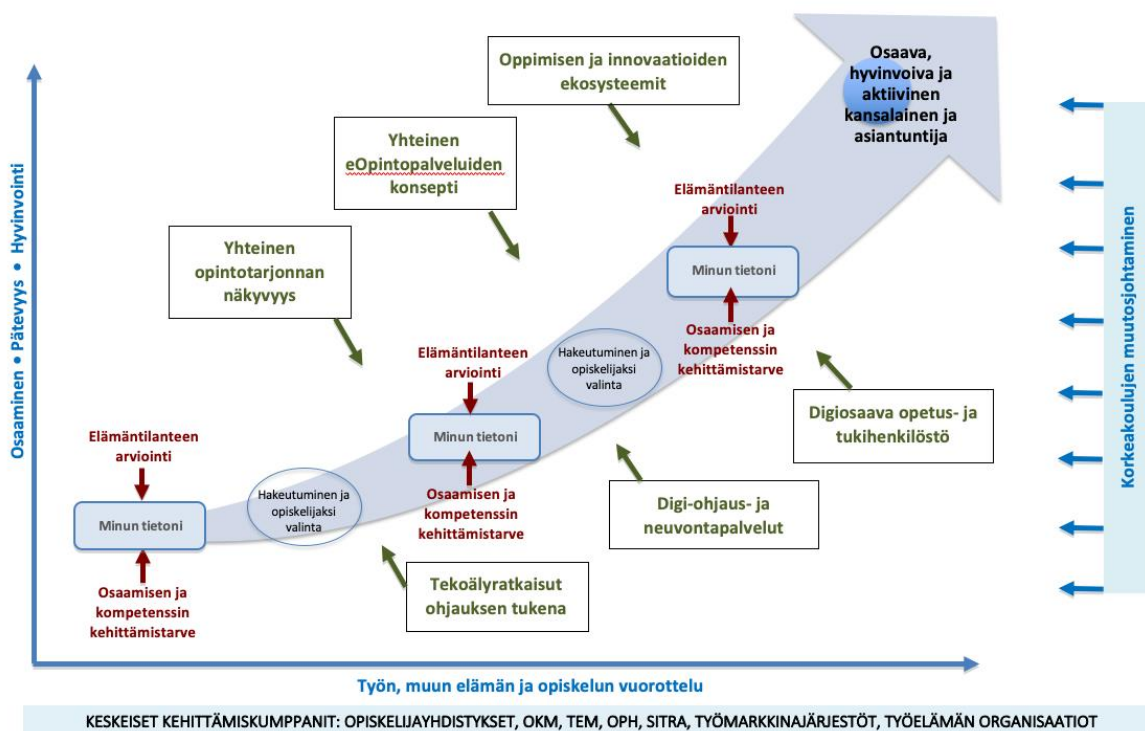 Oppimisen ja innovaatioiden
ekosysteemit
Osaava,
hyvinvoiva ja
aktiivinen
kansalainen ja
asiantuntija
Yhteinen
eOpintopalveluiden
konsepti
Yhteinen
opintotarjonnan
näkyvyys
Elämäntilanteen
arviointi
Minun tietoni
Osaamisen ja
kompetenssin
kehittämistarve
Hakeutuminen ja
opiskelijaksi
valinta
Elämäntilanteen
arviointi
Minun tietoni
Osaamisen ja
kompetenssin
kehittämistarve
Digiosaava opetus- ja
tukihenkilöstö
Elämäntilanteen
arviointi
Minun tietoni
Osaamisen ja
kompetenssin
kehittämistarve
Hakeutuminen ja
opiskelijaksi
valinta
Digi-ohjaus- ja
neuvontapalvelut
Tekoälyratkaisut
ohjauksen tukena
Osaaminen • Pätevyys • Hyvinvointi
Korkeakoulujen muutosjohtaminen
Työn, muun elämän ja opiskelun vuorottelu
KESKEISET KEHITTÄMISKUMPPANIT: OPISKELIJAYHDISTYKSET, OKM, TEM, OPH, SITRA, TYÖMARKKINAJÄRJESTÖT, TYÖELÄMÄN ORGANISAATIOT